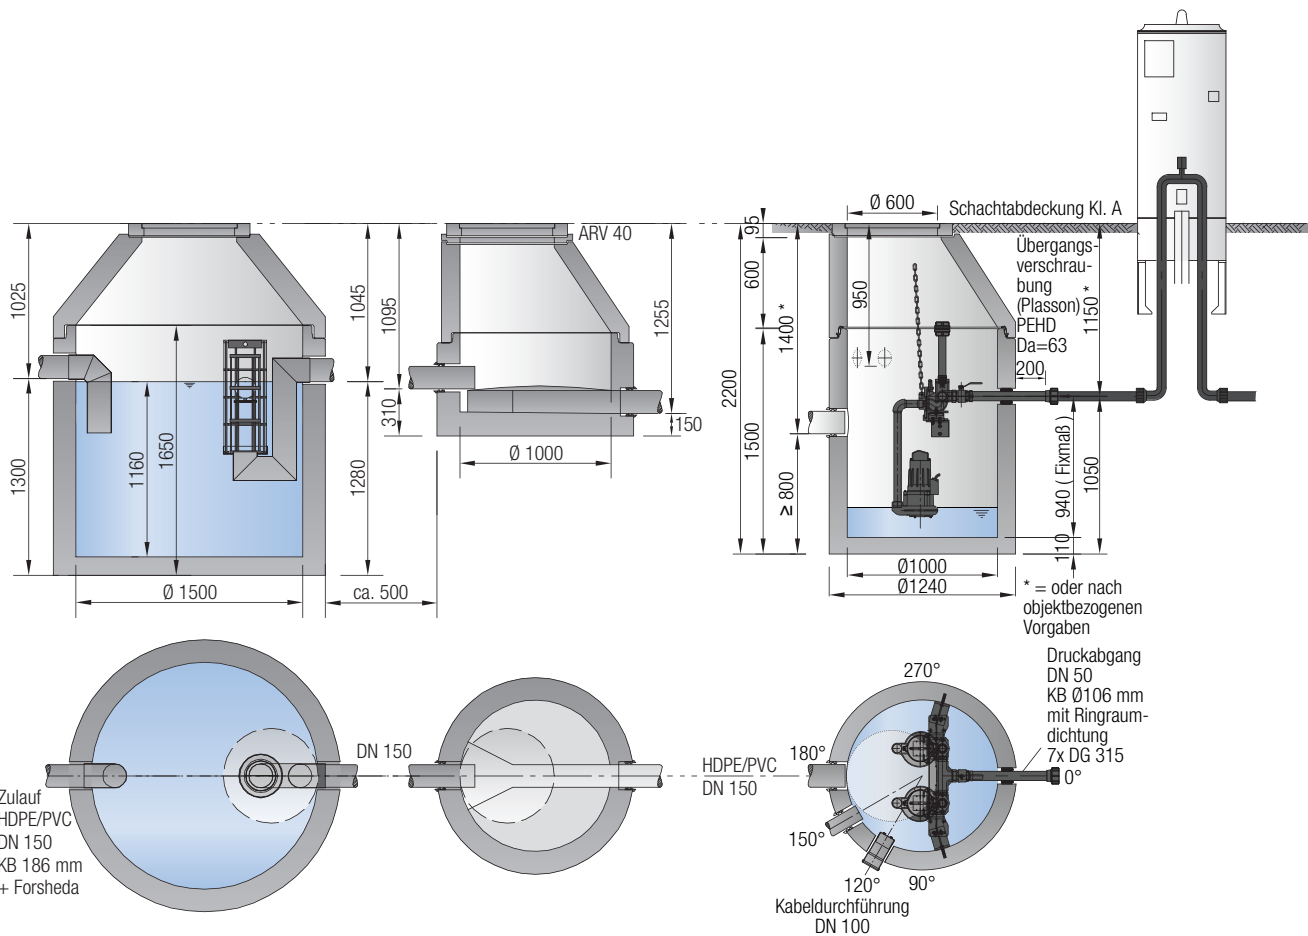 1025
1300
1160
1650
Ø 1500
1045
1280
ca. 500
1095
310
ARV 40
1255
150
Ø 1000
Ø 600
Schachtabdeckung Kl. A
95
600
1500
2200
1400 *
≥ 800
950
Übergangs-
verschrau-
bung
(Plasson)
PEHD
Da=63
200
1150 *
940 ( Fixmaß )
1050
110
Ø1000
Ø1240
* = oder nach
objektbezogenen
Vorgaben
Zulauf
HDPE/PVC
DN 150
KB 186 mm
+ Forsheda
DN 150
HDPE/PVC
DN 150
270°
180°
150°
120°
90°
0°
Kabeldurchführung
DN 100
Druckabgang
DN 50
KB Ø106 mm
mit Ringraum-
dichtung
7x DG 315